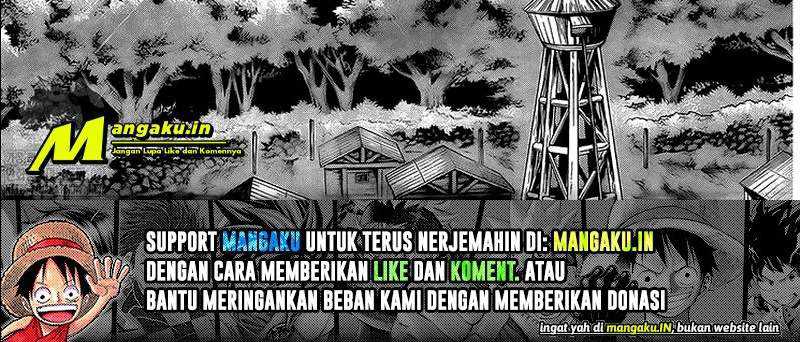 Mangaku.in
Jangan Lupa Like dan Komennya
SUPPORT MANGAKU UNTUK TERUS NERJEMAHIN DI: MANGAKU.IN
DENGAN CARA MEMBERIKAN LIKE DAN KOMENT. ATAU
BANTU MERINGANKAN BEBAN KAMI DENGAN MEMBERIKAN DONASI
ingat yah di mangaku.IN, bukan website lain